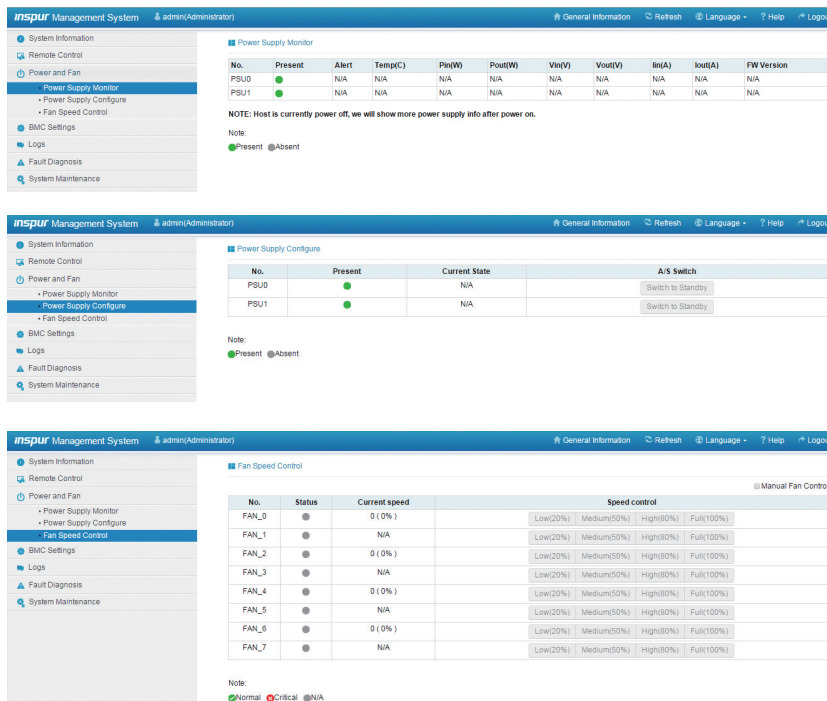 inspur Management System admin(Administrator) General Information Refresh Language ? Help Logou
System Information
Remote Control
Power and Fan
• Power Supply Monitor
• Power Supply Configure
• Fan Speed Control
BMC Settings
Logs
Fault Diagnosis
System Maintenance
Power Supply Monitor
No. Present Alert Temp(C) Pin(W) Pout(W) Vin(V) Vout(V) Iin(A) Iout(A) FW Version
PSU0 N/A N/A N/A N/A N/A N/A N/A N/A N/A
PSU1 N/A N/A N/A N/A N/A N/A N/A N/A N/A
NOTE: Host is currently power off, we will show more power supply info after power on.
Note:
Present Absent
inspur Management System admin(Administrator) General Information Refresh Language ? Help Logou
System Information
Remote Control
Power and Fan
• Power Supply Monitor
• Power Supply Configure
• Fan Speed Control
BMC Settings
Logs
Fault Diagnosis
System Maintenance
Power Supply Configure
No. Present Current State A/S Switch
PSU0 N/A Switch to Standby
PSU1 N/A Switch to Standby
Note:
Present Absent
inspur Management System admin(Administrator) General Information Refresh Language ? Help Logou
System Information
Remote Control
Power and Fan
• Power Supply Monitor
• Power Supply Configure
• Fan Speed Control
BMC Settings
Logs
Fault Diagnosis
System Maintenance
Fan Speed Control
Manual Fan Contro
No. Status Current speed Speed control
FAN_0 0 ( 0% ) Low(20%) Medium(50%) High(80%) Full(100%)
FAN_1 N/A Low(20%) Medium(50%) High(80%) Full(100%)
FAN_2 0 ( 0% ) Low(20%) Medium(50%) High(80%) Full(100%)
FAN_3 N/A Low(20%) Medium(50%) High(80%) Full(100%)
FAN_4 0 ( 0% ) Low(20%) Medium(50%) High(80%) Full(100%)
FAN_5 N/A Low(20%) Medium(50%) High(80%) Full(100%)
FAN_6 0 ( 0% ) Low(20%) Medium(50%) High(80%) Full(100%)
FAN_7 N/A Low(20%) Medium(50%) High(80%) Full(100%)
Note:
Normal Critical N/A